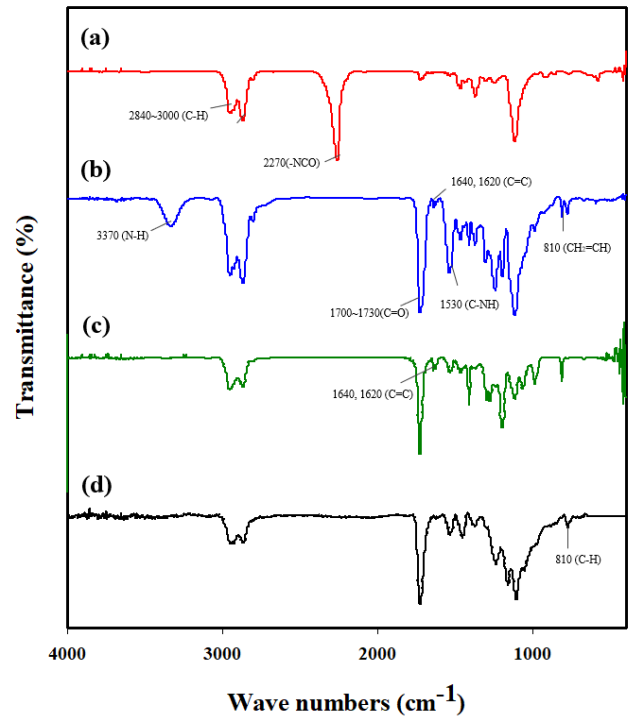 (a)
2840~3000 (C-H)
2270(-NCO)
(b)
1640, 1620 (C=C)
3370 (N-H)
810 (CH₂=CH)
1700~1730(C=O)
1530 (C-NH)
(c)
1640, 1620 (C=C)
(d)
810 (C-H)
Transmittance (%)
4000
3000
2000
1000
Wave numbers (cm⁻¹)